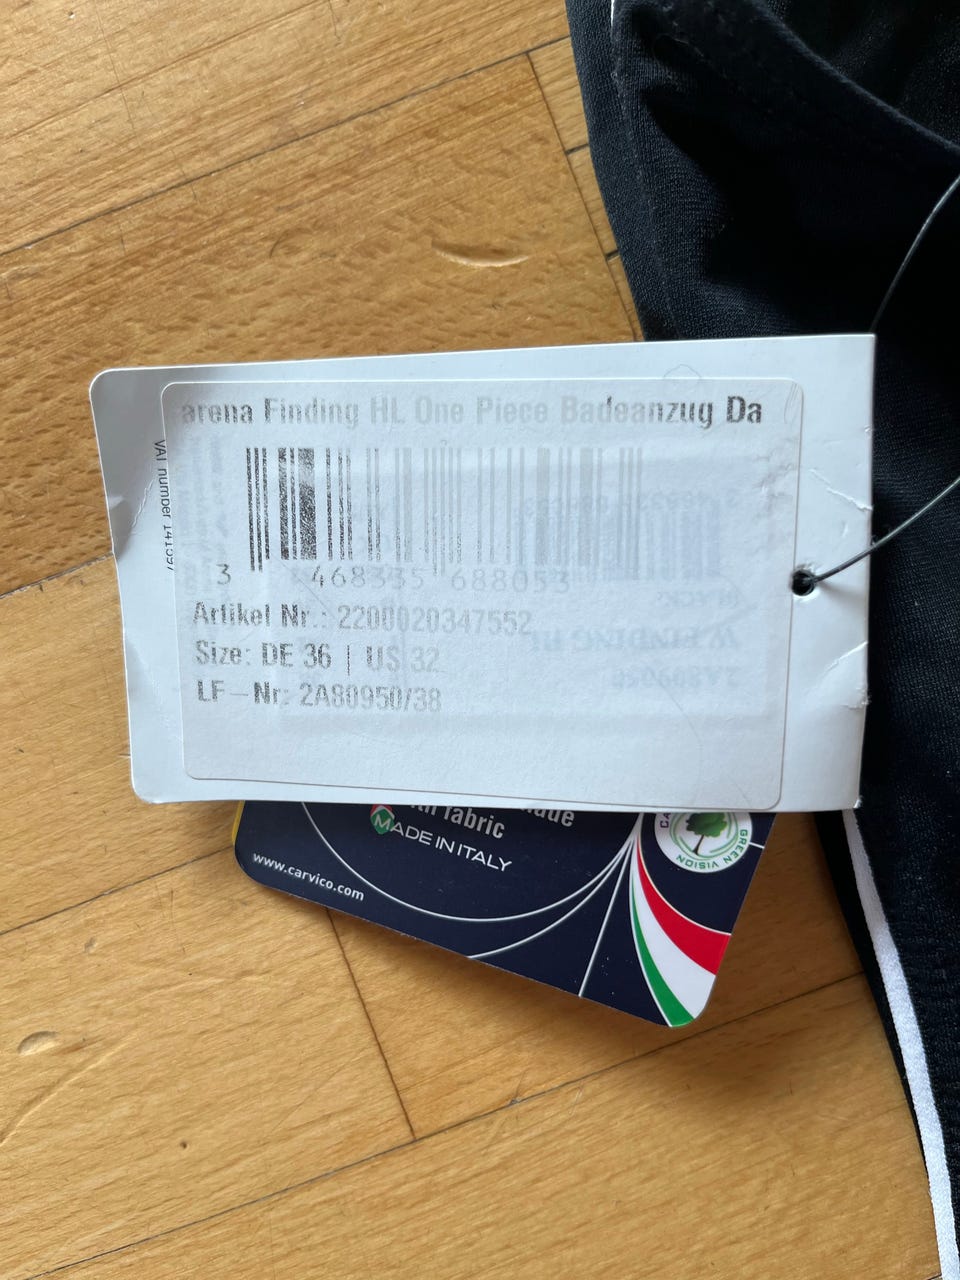 arena Finding HL One Piece Badeanzug Da
3 468335 688053
Artikel Nr.: 2200020347552
Size: DE 36 | US 32
LF-Nr: 2A80950/38
VAT number
fabric
MADE IN ITALY
www.carvico.com
GREEN VISION